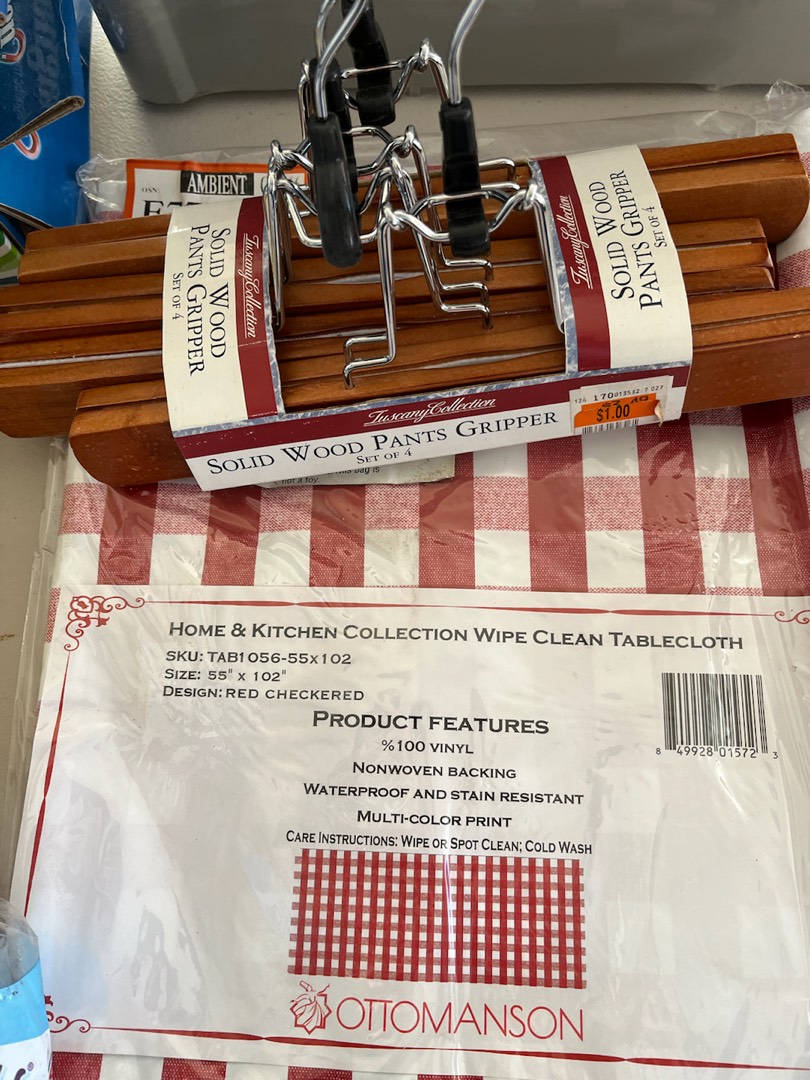 AMBIENT
Tuscany Collection
SOLID WOOD
PANTS GRIPPER
SET OF 4
Tuscany Collection
SOLID WOOD
PANTS GRIPPER
SET OF 4
Tuscany Collection
SOLID WOOD PANTS GRIPPER
SET OF 4
$1.00
not a toy.
HOME & KITCHEN COLLECTION WIPE CLEAN TABLECLOTH
SKU: TAB1056-55X102
SIZE: 55" X 102"
DESIGN: RED CHECKERED
PRODUCT FEATURES
%100 VINYL
NONWOVEN BACKING
WATERPROOF AND STAIN RESISTANT
MULTI-COLOR PRINT
CARE INSTRUCTIONS: WIPE OR SPOT CLEAN; COLD WASH
8 49928 01572 3
OTTOMANSON